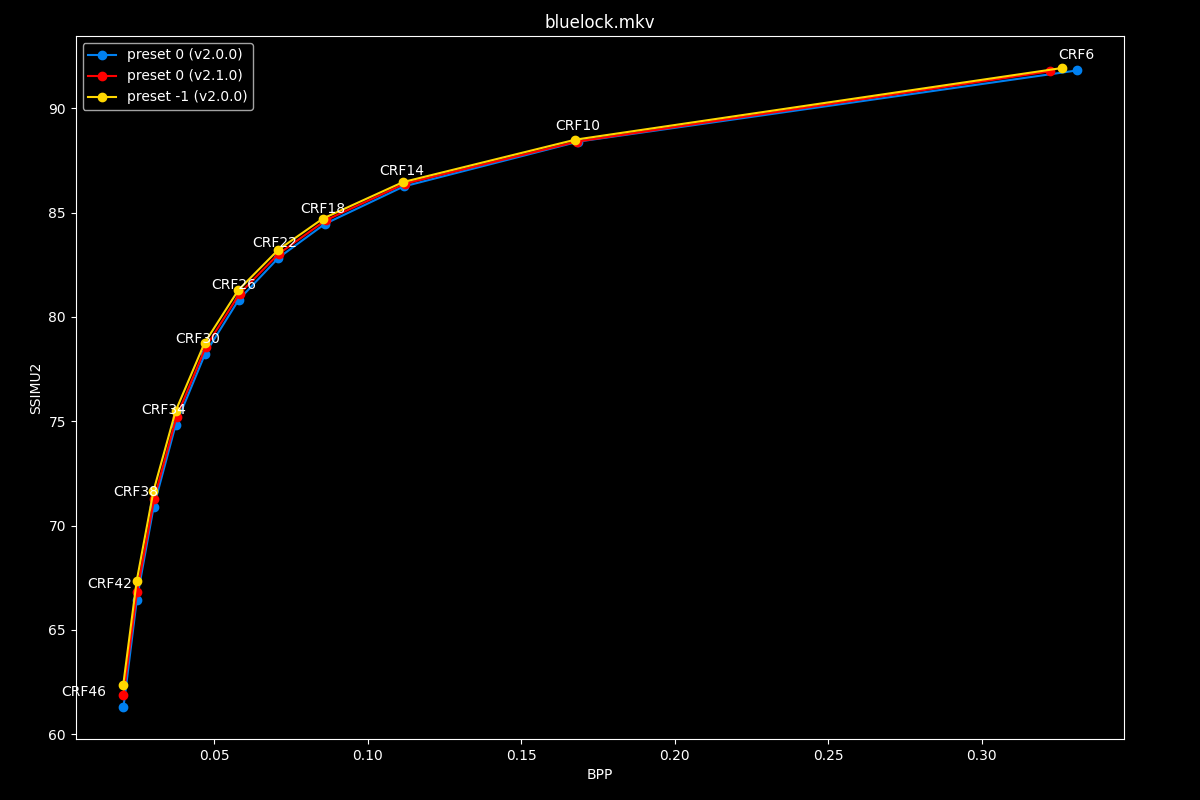 bluelock.mkv
preset 0 (v2.0.0)
preset 0 (v2.1.0)
preset -1 (v2.0.0)
CRF6
CRF10
CRF14
CRF18
CRF22
CRF26
CRF30
CRF34
CRF38
CRF42
CRF46
90
85
80
75
70
65
60
SSIMU2
0.05
0.10
0.15
0.20
0.25
0.30
BPP